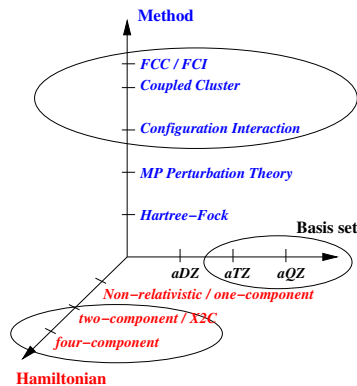 Method
FCC / FCI
Coupled Cluster
Configuration Interaction
MP Perturbation Theory
Hartree−Fock
Basis set
aDZ aTZ aQZ
Non−relativistic / one−component
two−component / X2C
four−component
Hamiltonian